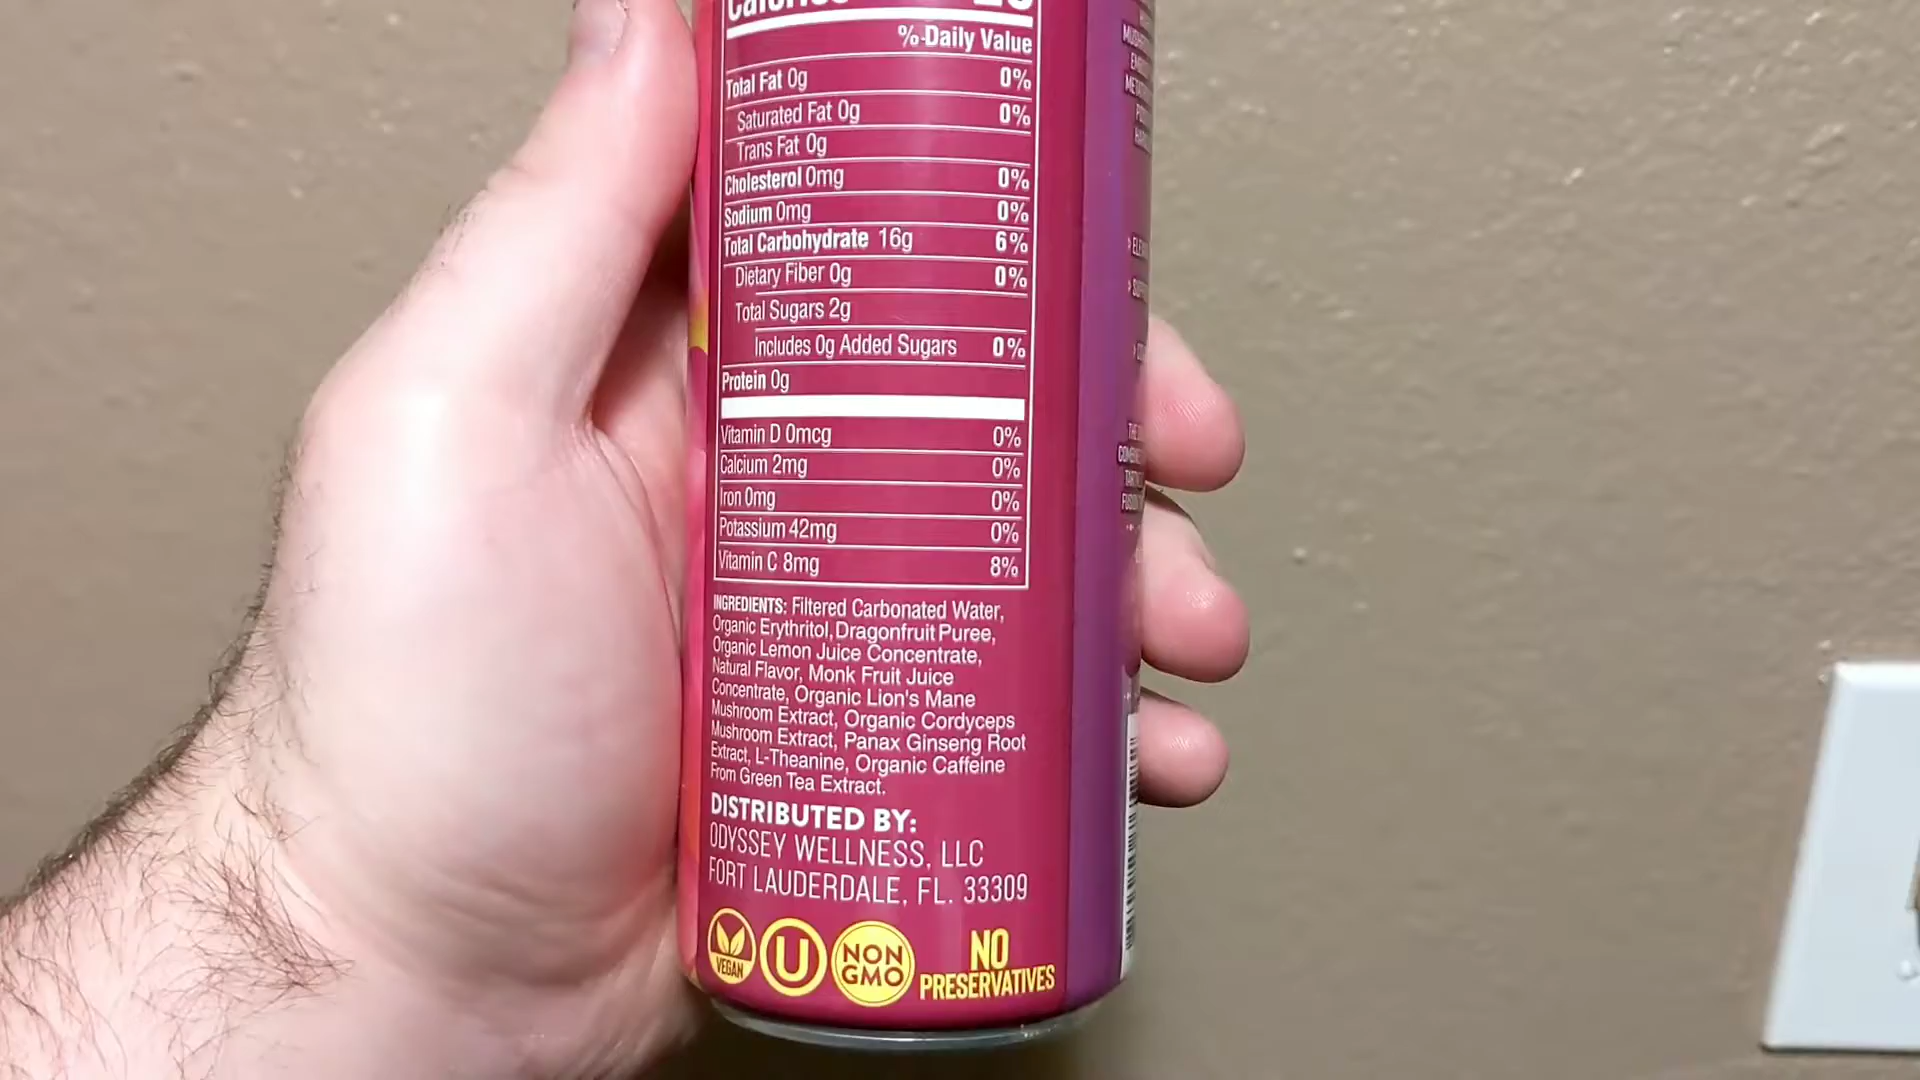 Calories
%-Daily Value
Total Fat 0g 0%
Saturated Fat 0g 0%
Trans Fat 0g
Cholesterol 0mg 0%
Sodium 0mg 0%
Total Carbohydrate 16g 6%
Dietary Fiber 0g 0%
Total Sugars 2g
Includes 0g Added Sugars 0%
Protein 0g
Vitamin D 0mcg 0%
Calcium 2mg 0%
Iron 0mg 0%
Potassium 42mg 0%
Vitamin C 8mg 8%
INGREDIENTS: Filtered Carbonated Water,
Organic Erythritol, Dragonfruit Puree,
Organic Lemon Juice Concentrate,
Natural Flavor, Monk Fruit Juice
Concentrate, Organic Lion's Mane
Mushroom Extract, Organic Cordyceps
Mushroom Extract, Panax Ginseng Root
Extract, L-Theanine, Organic Caffeine
From Green Tea Extract.
DISTRIBUTED BY:
ODYSSEY WELLNESS, LLC
FORT LAUDERDALE, FL. 33309
VEGAN
U
NON
GMO
NO
PRESERVATIVES